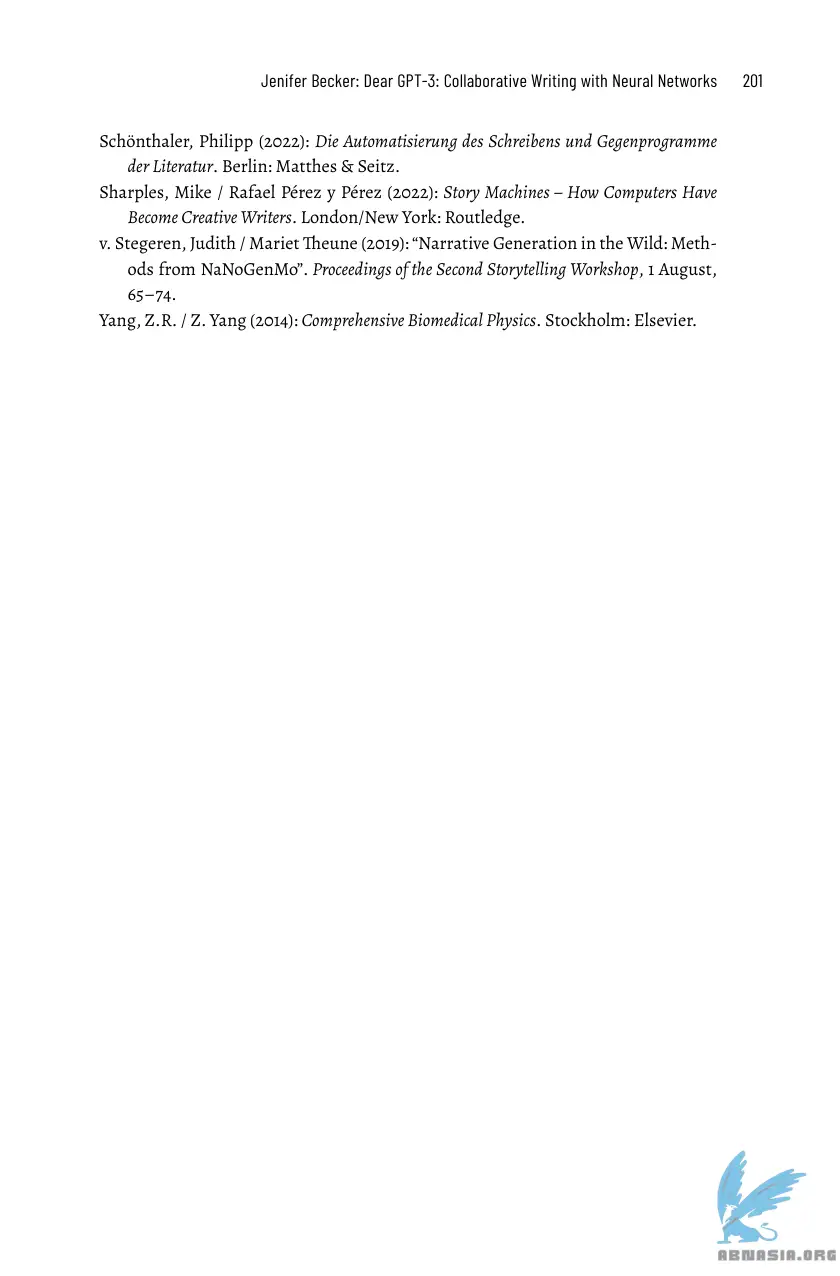 Jenifer Becker: Dear GPT-3: Collaborative Writing with Neural Networks 201
Schönthaler, Philipp (2022): Die Automatisierung des Schreibens und Gegenprogramme
der Literatur. Berlin: Matthes & Seitz.
Sharples, Mike / Rafael Pérez y Pérez (2022): Story Machines – How Computers Have
Become Creative Writers. London/New York: Routledge.
v. Stegeren, Judith / Mariet Theune (2019): “Narrative Generation in the Wild: Meth-
ods from NaNoGenMo”. Proceedings of the Second Storytelling Workshop, 1 August,
65–74.
Yang, Z.R. / Z. Yang (2014): Comprehensive Biomedical Physics. Stockholm: Elsevier.
ABNASIA.ORG